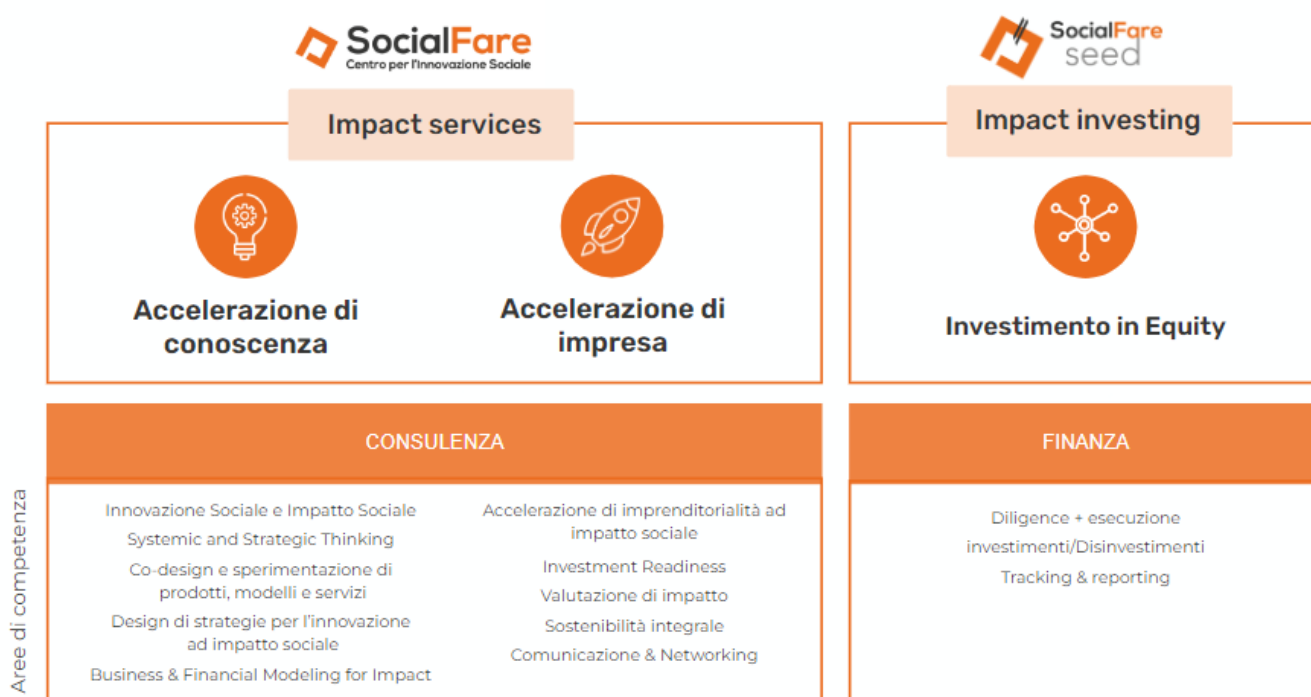 SocialFare
Centro per l'Innovazione Sociale
SocialFare
seed
Impact services
Impact investing
Accelerazione di
conoscenza
Accelerazione di
impresa
Investimento in Equity
CONSULENZA
FINANZA
Aree di competenza
Innovazione Sociale e Impatto Sociale
Systemic and Strategic Thinking
Co-design e sperimentazione di
prodotti, modelli e servizi
Design di strategie per l'innovazione
ad impatto sociale
Business & Financial Modeling for Impact
Accelerazione di imprenditorialità ad
impatto sociale
Investment Readiness
Valutazione di impatto
Sostenibilità integrale
Comunicazione & Networking
Diligence + esecuzione
investimenti/Disinvestimenti
Tracking & reporting